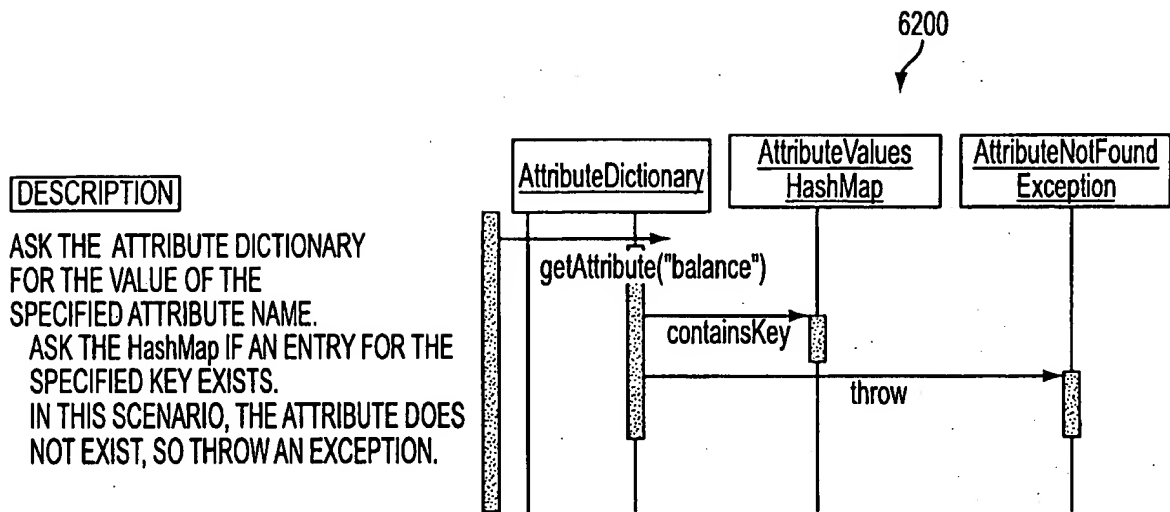 6200
AttributeDictionary
AttributeValues
HashMap
AttributeNotFound
Exception
DESCRIPTION
ASK THE ATTRIBUTE DICTIONARY
FOR THE VALUE OF THE
SPECIFIED ATTRIBUTE NAME.
ASK THE HashMap IF AN ENTRY FOR THE
SPECIFIED KEY EXISTS.
IN THIS SCENARIO, THE ATTRIBUTE DOES
NOT EXIST, SO THROW AN EXCEPTION.
getAttribute("balance")
containsKey
throw